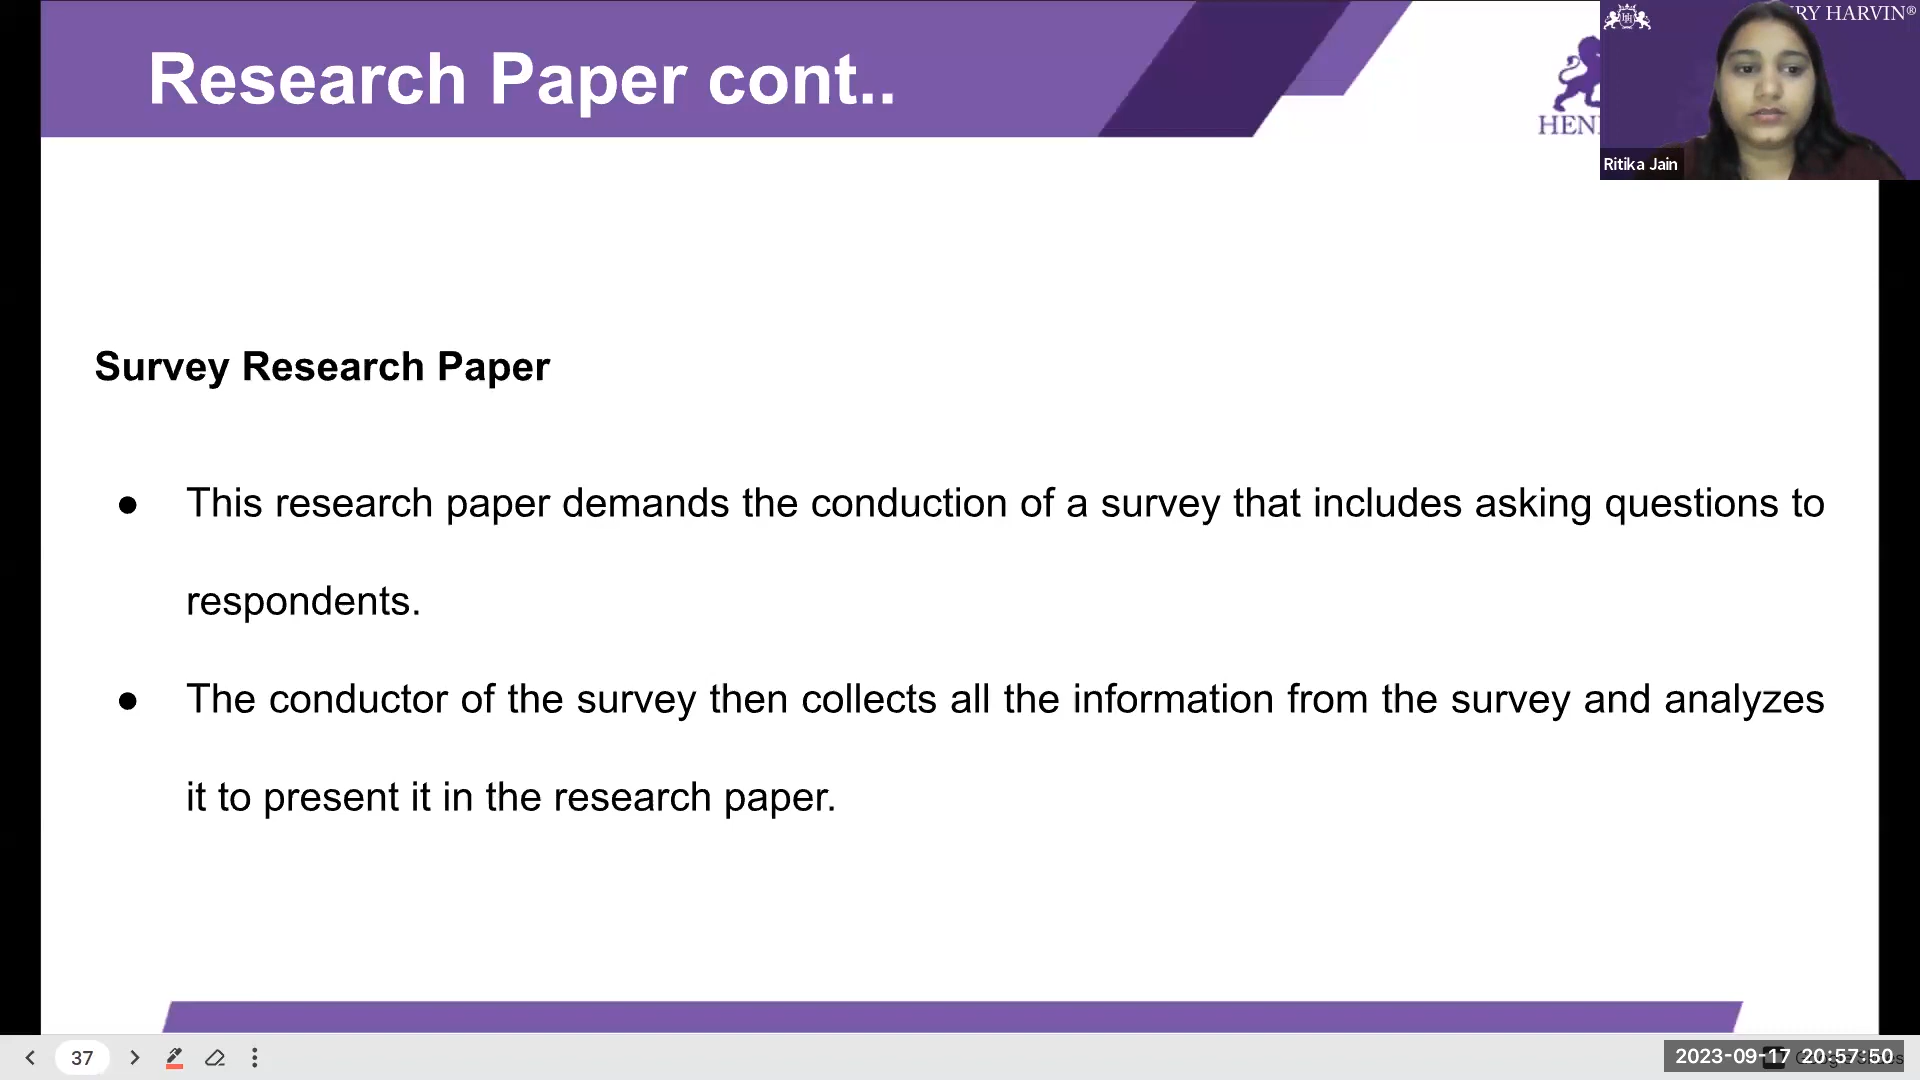 Research Paper cont..
RY HARVIN®
HEN
Ritika Jain
Survey Research Paper
● This research paper demands the conduction of a survey that includes asking questions to
respondents.
● The conductor of the survey then collects all the information from the survey and analyzes
it to present it in the research paper.
37
2023-09-17 20:57:50